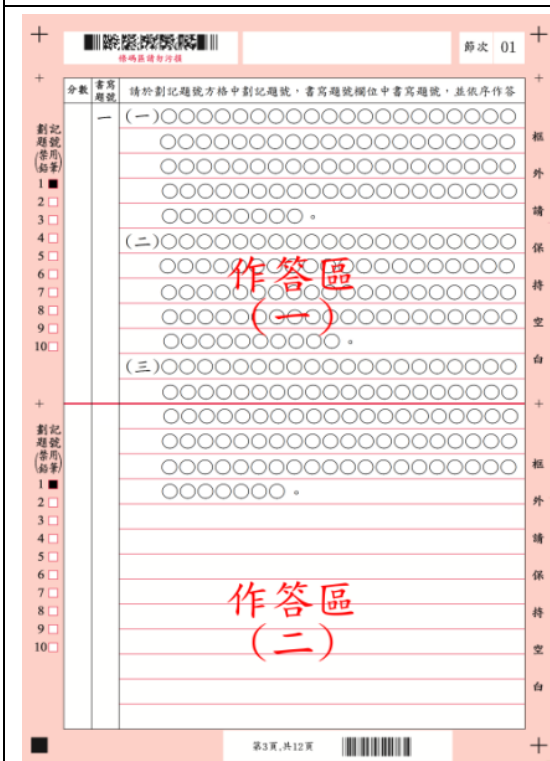 條碼區請勿污損
節次 01
分數
書寫題號
請於劃記題號方格中劃記題號，書寫題號欄位中書寫題號，並依序作答
劃記題號(禁用鉛筆)
1
2
3
4
5
6
7
8
9
10
一
(一)○○○○○○○○○○○○○○○○○○○○
○○○○○○○○○○○○○○○○○○
○○○○○○○○○○○○○○○○○○
○○○○○○○○○○○○○○○○○○
○○○○○○○○。
(二)○○○○○○○○○○○○○○○○○○○○
○○○○○○○○○○○○○○○○○○
○○○○○○○○○○○○○○○○○○
○○○○○○○○○○○○○○○○○○
○○○○○○○○○○。
(三)○○○○○○○○○○○○○○○○○○○○
○○○○○○○○○○○○○○○○○○
作答區
(一)
框外請保持空白
劃記題號(禁用鉛筆)
1
2
3
4
5
6
7
8
9
10
○○○○○○○○○○○○○○○○○○
○○○○○○○○○○○○○○○○○○
○○○○○○○○○○○○○○○○○○
○○○○○○○。
作答區
(二)
框外請保持空白
第3頁,共12頁